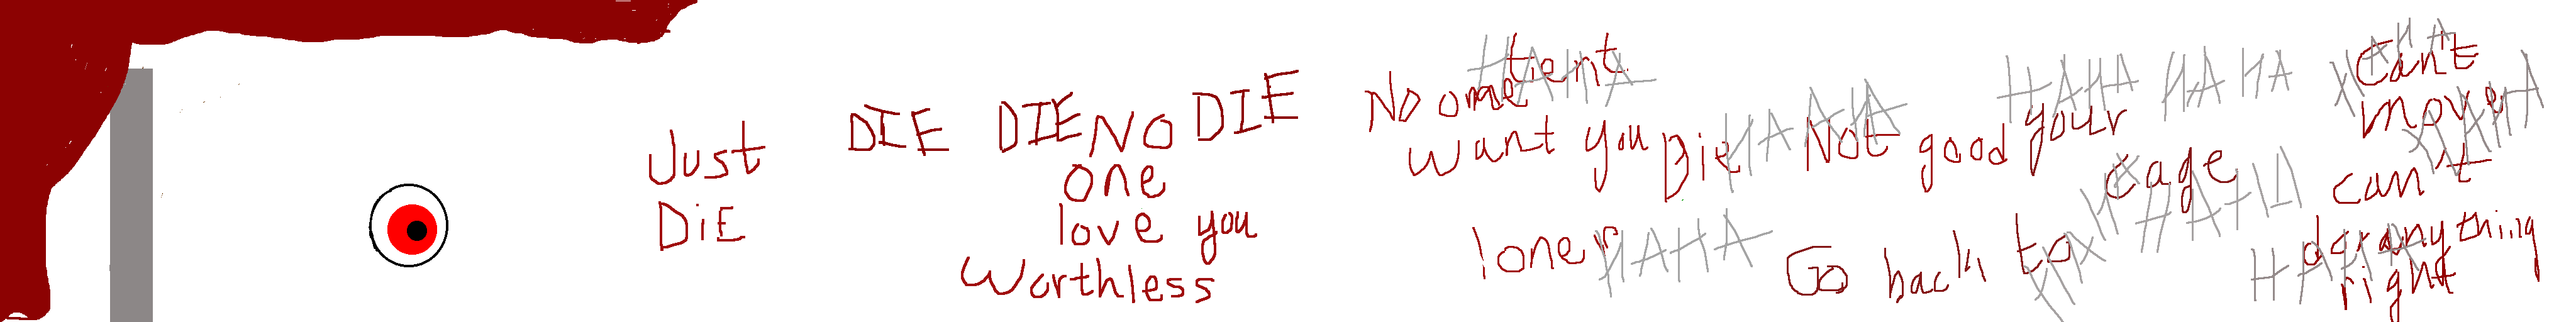 Just
DiE
DIE DIE NO DIE
one
love you
Worthless
No one
want you Die
loner
Not good
Go back to
your
cage
Can't
move
can't
do anything
right
HAHA
HAHAHA
HAHA
HAHA HAHA
HAHA